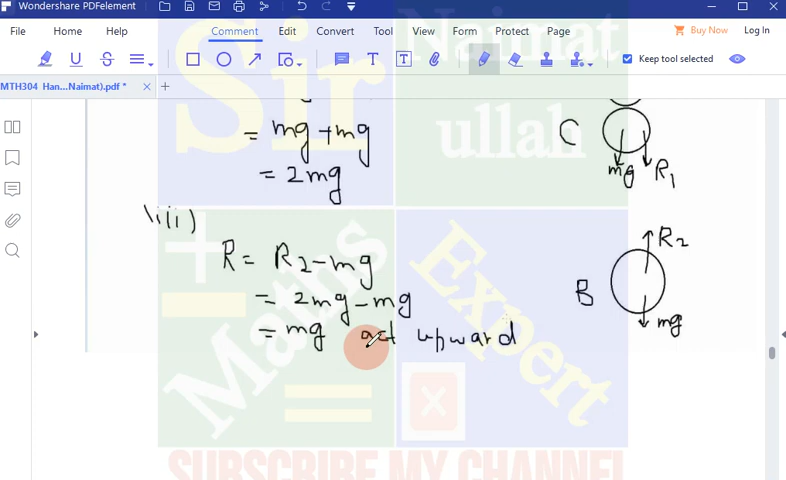 Wondershare PDFelement
File Home Help Comment Edit Convert Tool View Form Protect Page Buy Now Log In
T T Keep tool selected
MTH304 Han...Naimat).pdf *
Sir
Naimat
ullah
= mg + mg
= 2mg
C
mg R1
iii)
R = R2 - mg
= 2mg - mg
= mg act upward
R2
B
mg
Maths
Expert
SUBSCRIBE MY CHANNEL